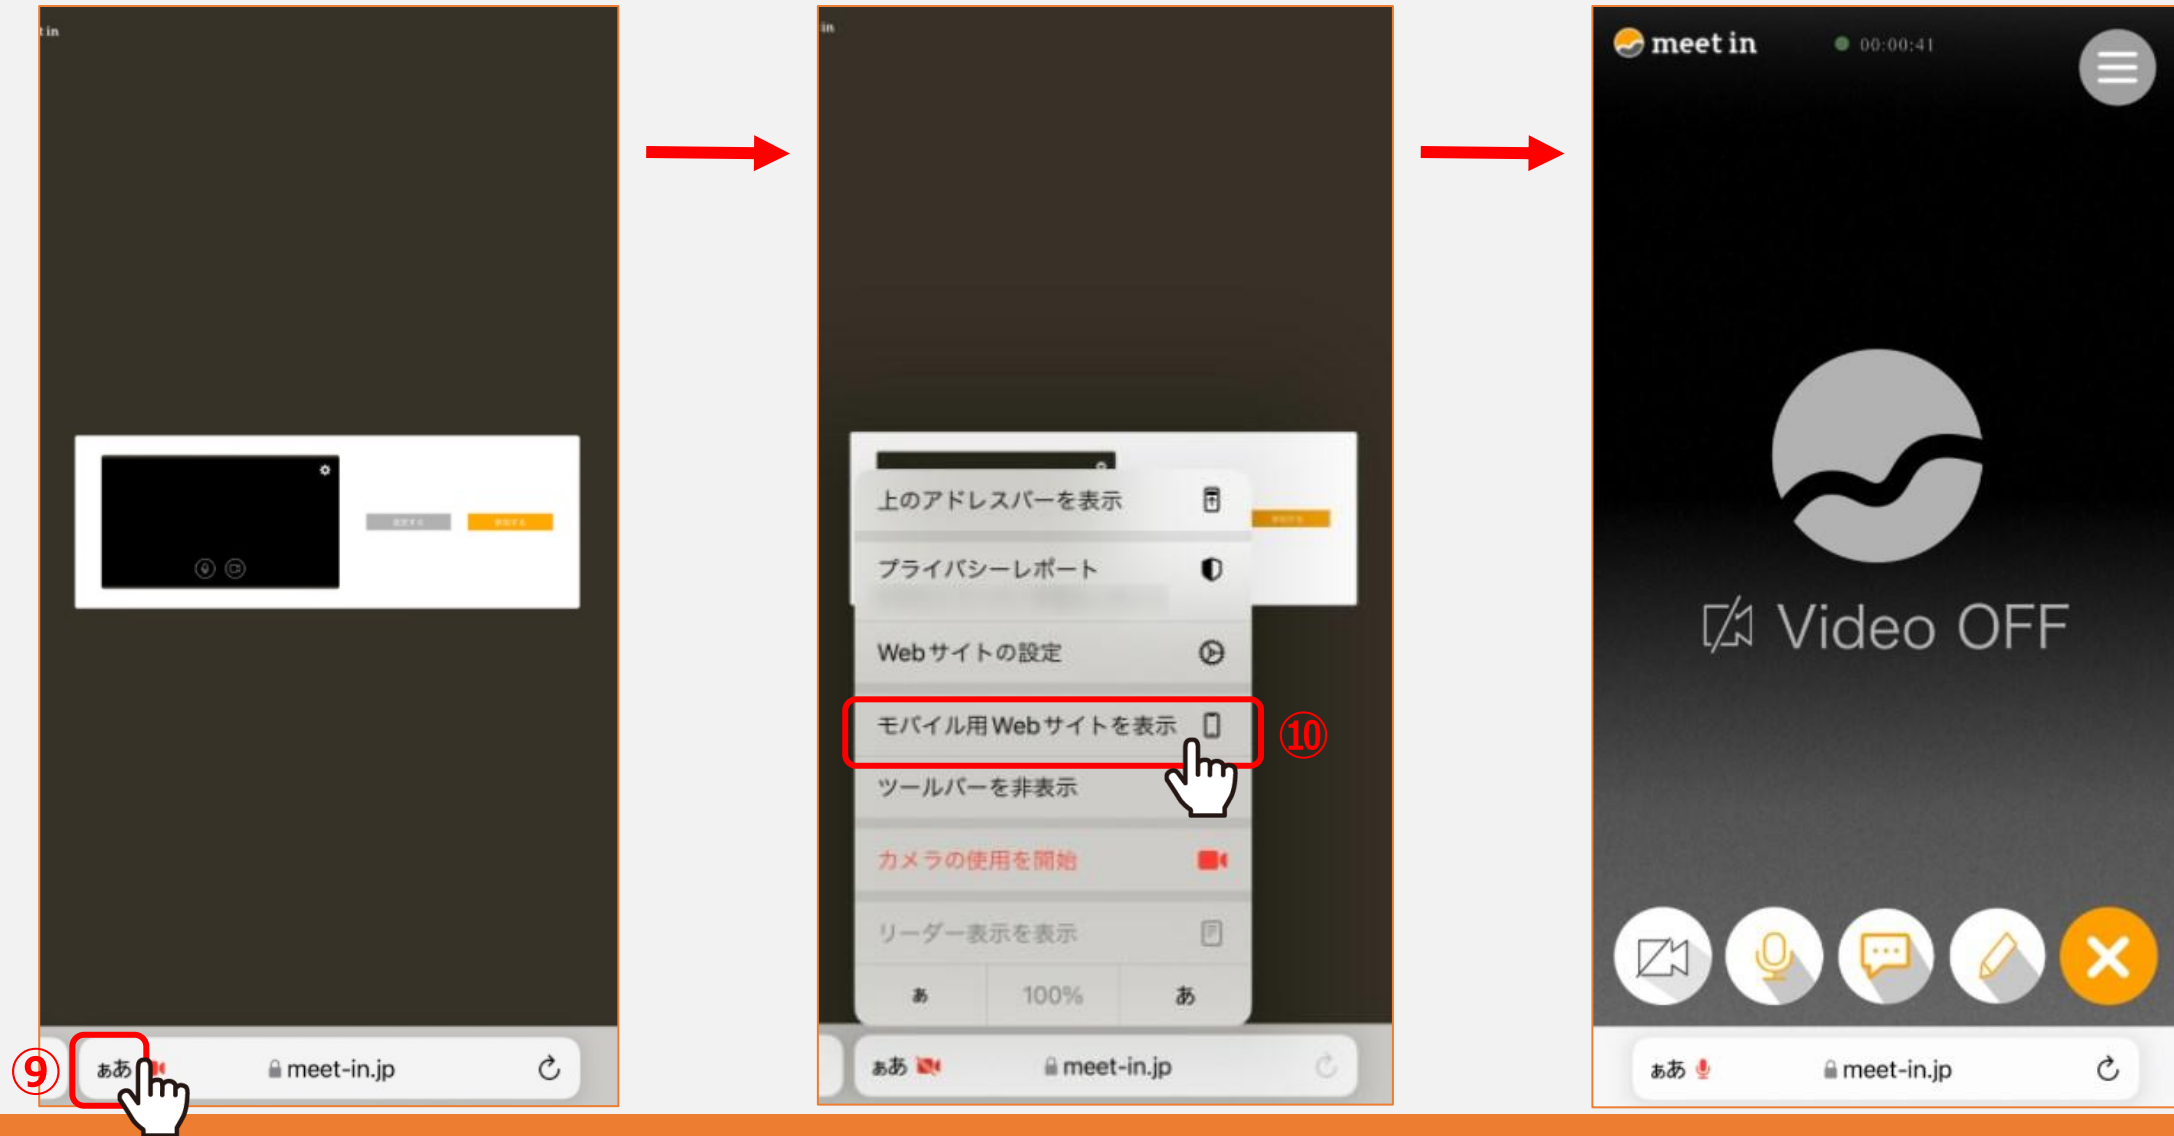 t in
⑨
ぁあ
meet-in.jp
in
上のアドレスバーを表示
プライバシーレポート
Webサイトの設定
モバイル用Webサイトを表示
⑩
ツールバーを非表示
カメラの使用を開始
リーダー表示を表示
あ 100% あ
ぁあ
meet-in.jp
meet in
00:00:41
Video OFF
ぁあ
meet-in.jp